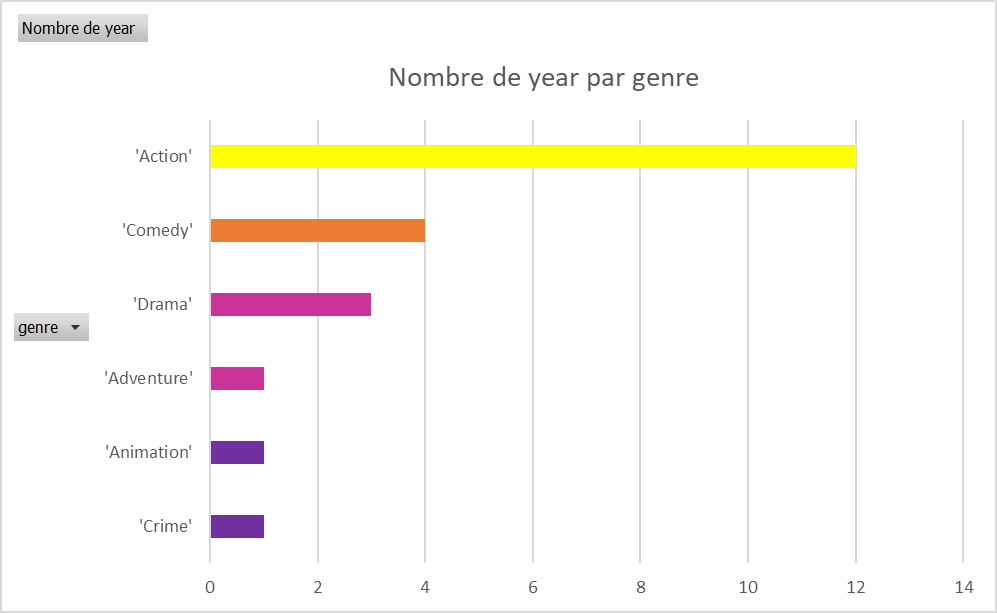 Nombre de year
Nombre de year par genre
'Action'
'Comedy'
'Drama'
genre
'Adventure'
'Animation'
'Crime'
0 2 4 6 8 10 12 14